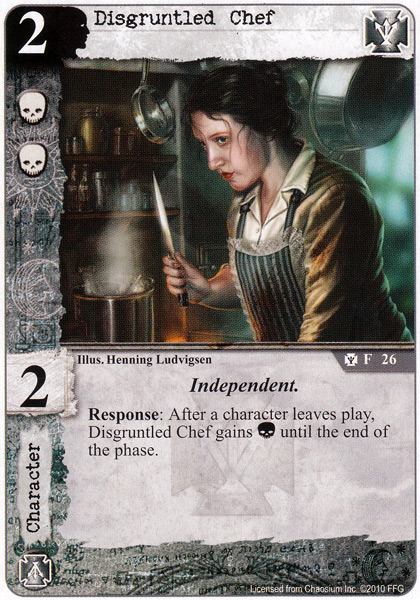 2
Disgruntled Chef
Illus. Henning Ludvigsen
F 26
2
Independent.
Response: After a character leaves play,
Disgruntled Chef gains until the end of
the phase.
Character
Licensed from Chaosium Inc. ©2010 FFG